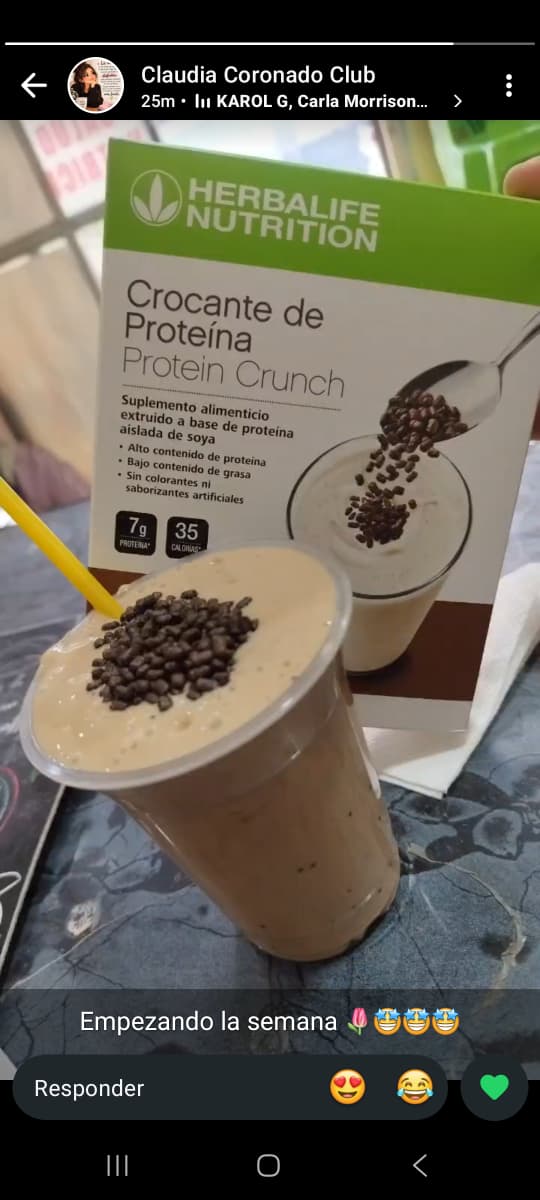 Claudia Coronado Club
25m • KAROL G, Carla Morrison...
HERBALIFE
NUTRITION
Crocante de
Proteína
Protein Crunch
Suplemento alimenticio
extruido a base de proteína
aislada de soya
• Alto contenido de proteína
• Bajo contenido de grasa
• Sin colorantes ni
saborizantes artificiales
7g
PROTEÍNA*
35
CALORÍAS*
Empezando la semana 🌷🤩🤩🤩
Responder